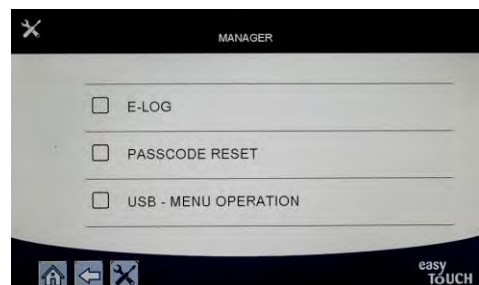 MANAGER
E-LOG
PASSCODE RESET
USB - MENU OPERATION
easy
TOUCH